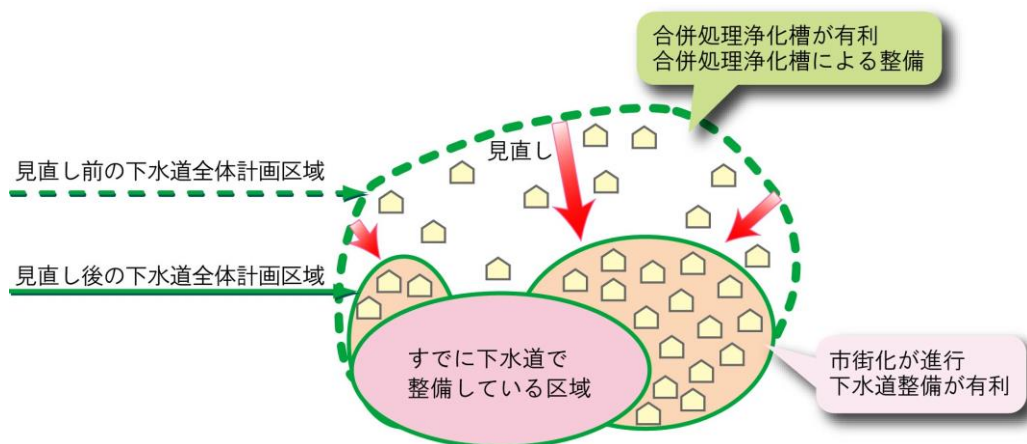 合併処理浄化槽が有利
合併処理浄化槽による整備
見直し
見直し前の下水道全体計画区域
見直し後の下水道全体計画区域
すでに下水道で
整備している区域
市街化が進行
下水道整備が有利